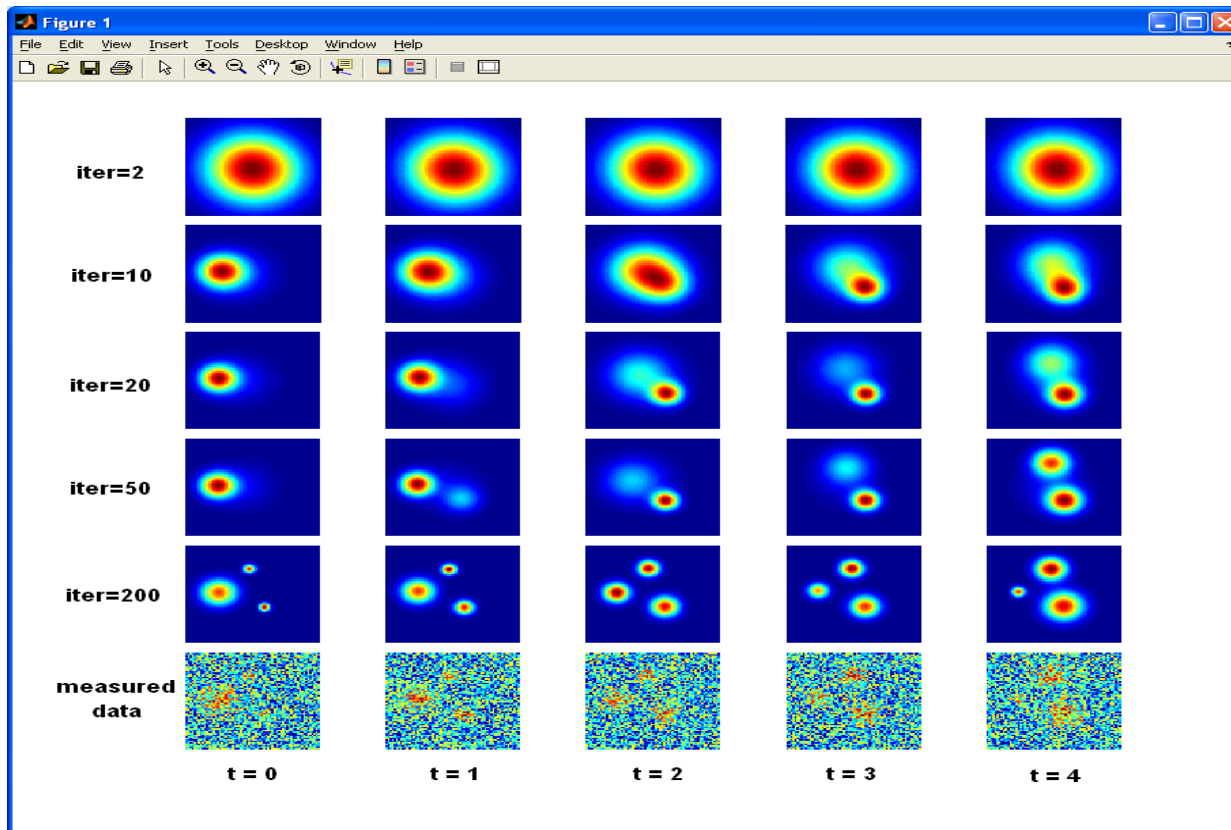 Figure 1
File Edit View Insert Tools Desktop Window Help
iter=2
iter=10
iter=20
iter=50
iter=200
measured
data
t = 0 t = 1 t = 2 t = 3 t = 4